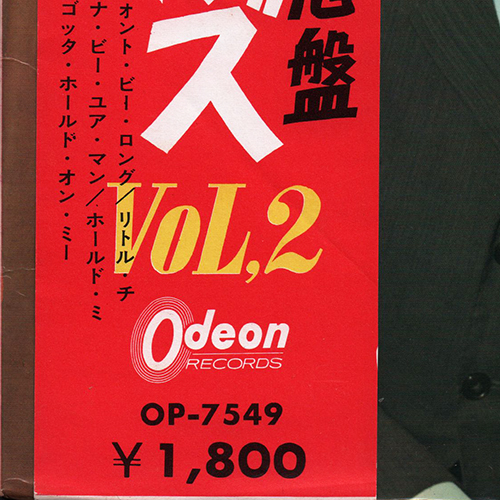 盤
ス
オント・ビー・ロング/リトル・チ
ナ・ビー・ユア・マン/ホールド・ミ
ゴッタ・ホールド・オン・ミー
VOL,2
Odeon
RECORDS
OP-7549
¥1,800